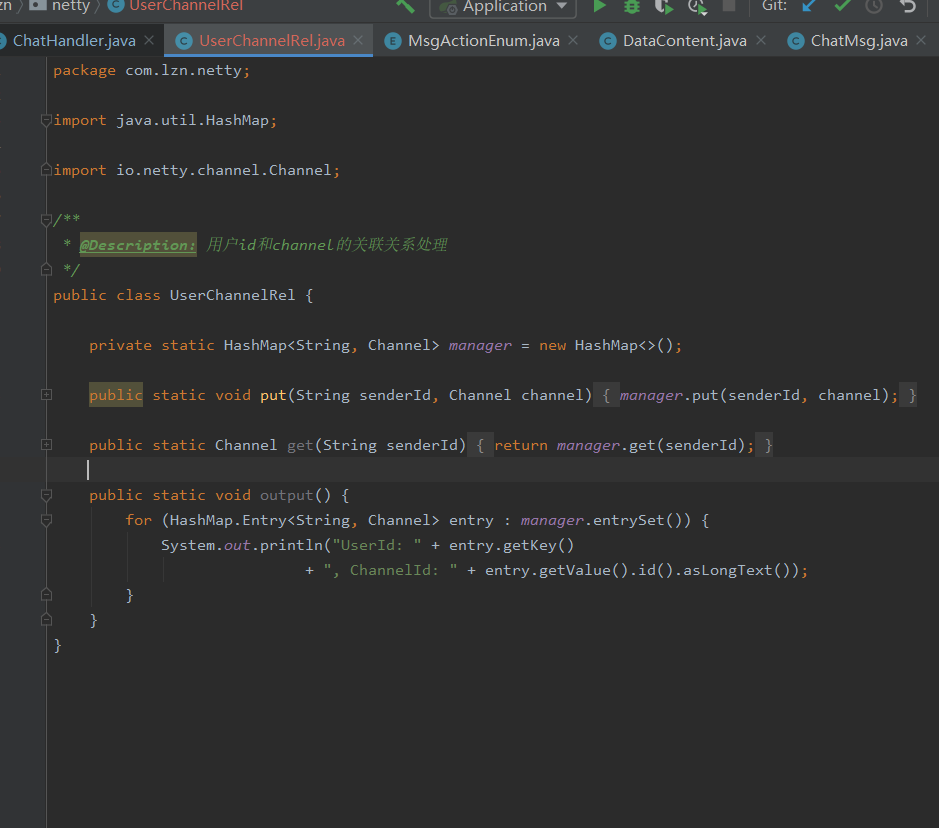 zn netty UserChannelRel Application Git:
ChatHandler.java UserChannelRel.java MsgActionEnum.java DataContent.java ChatMsg.java
package com.lzn.netty;
import java.util.HashMap;
import io.netty.channel.Channel;
/**
* @Description: 用户id和channel的关联关系处理
*/
public class UserChannelRel {
private static HashMap<String, Channel> manager = new HashMap<>();
public static void put(String senderId, Channel channel) { manager.put(senderId, channel); }
public static Channel get(String senderId) { return manager.get(senderId); }
public static void output() {
for (HashMap.Entry<String, Channel> entry : manager.entrySet()) {
System.out.println("UserId: " + entry.getKey()
+ ", ChannelId: " + entry.getValue().id().asLongText());
}
}
}